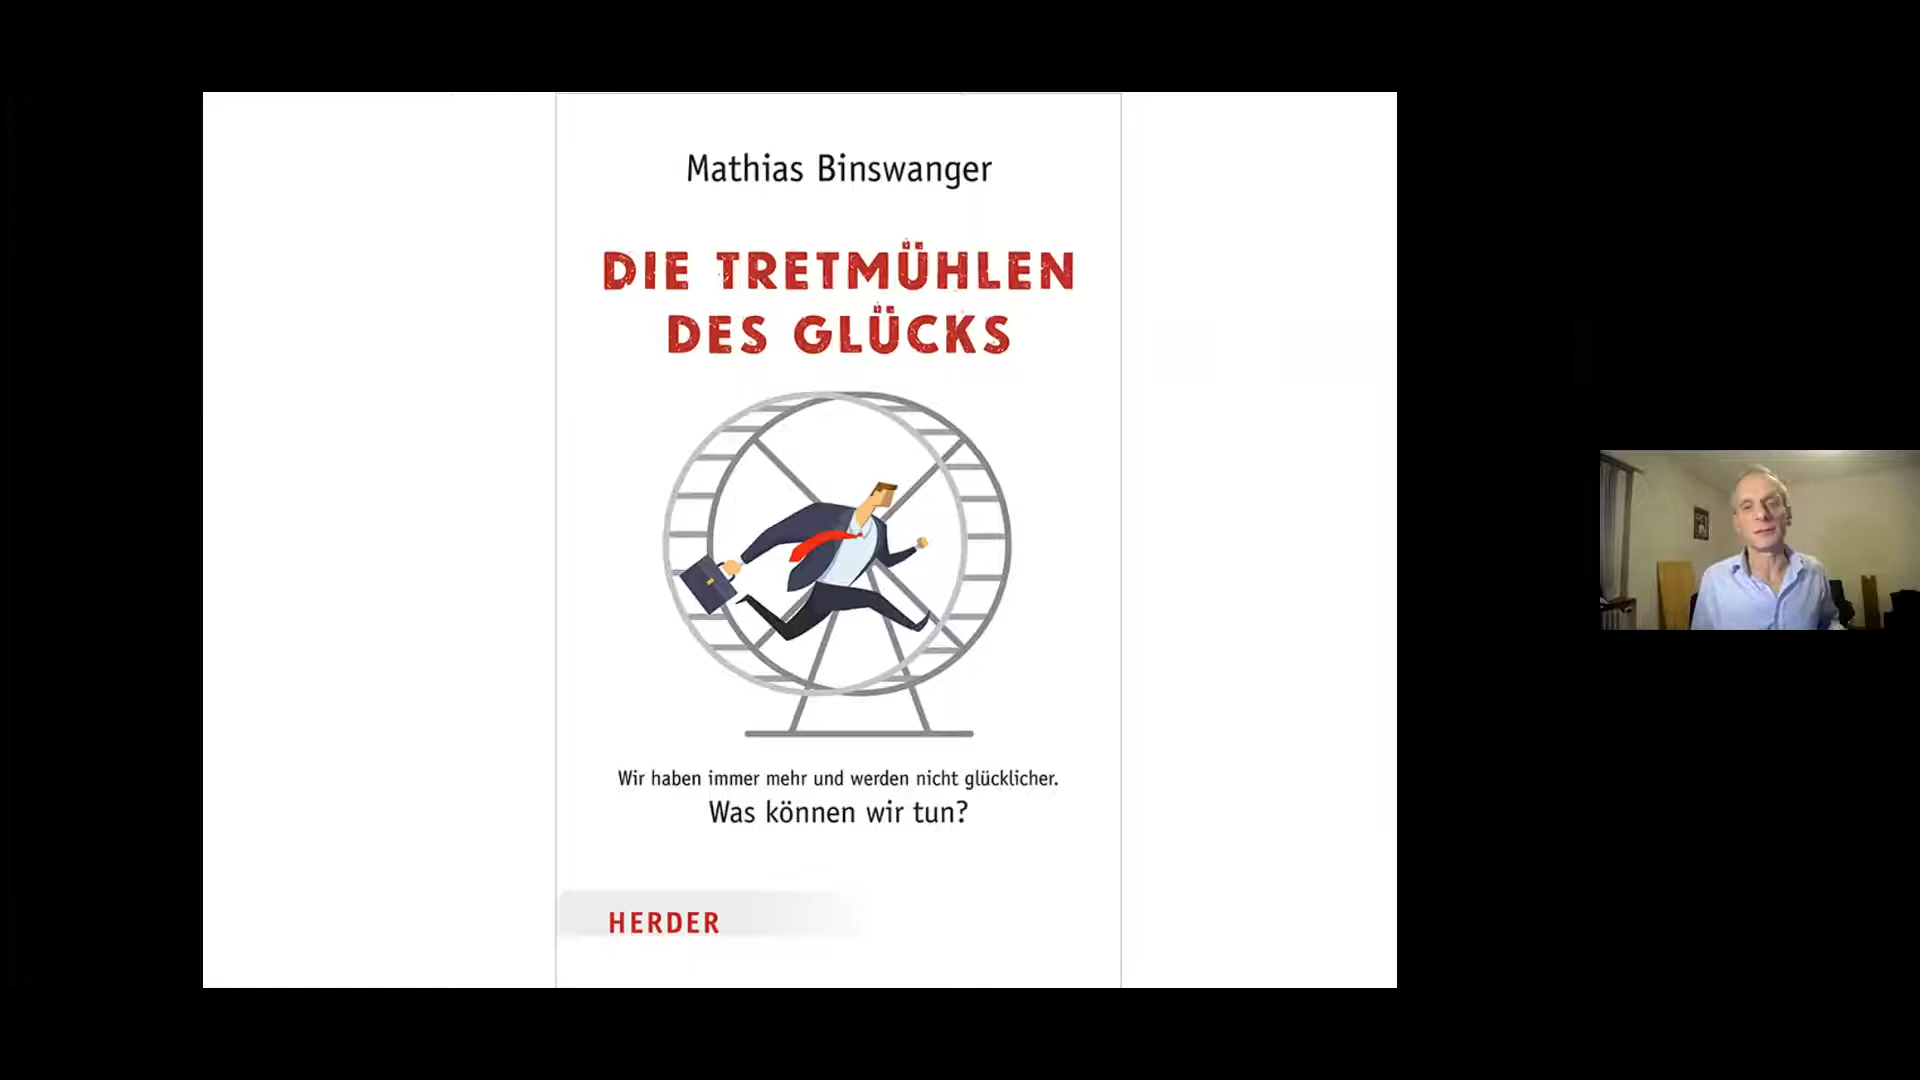 Mathias Binswanger
DIE TRETMÜHLEN
DES GLÜCKS
Wir haben immer mehr und werden nicht glücklicher.
Was können wir tun?
HERDER